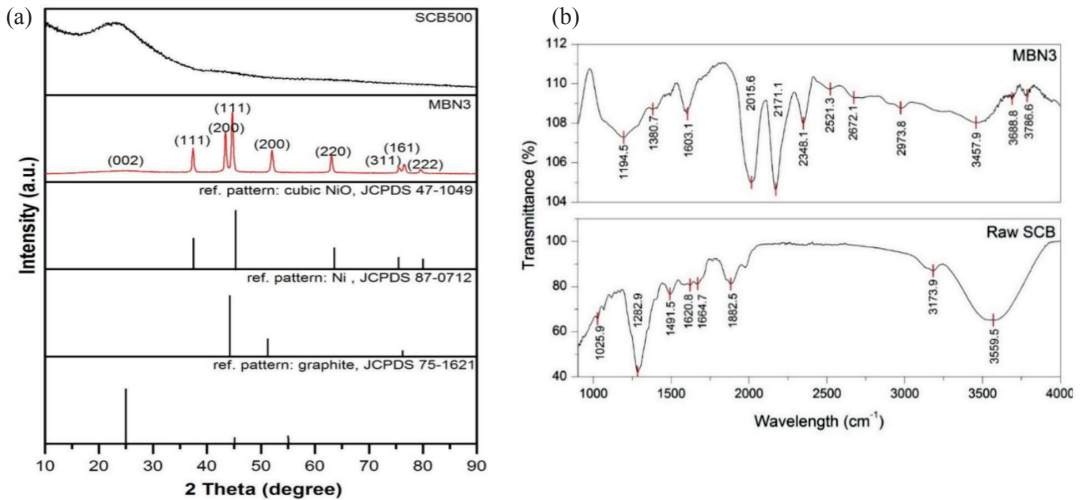 (a)
SCB500
MBN3
(002)
(111)
(200)
(111)
(200)
(220)
(311)
(161)
(222)
ref. pattern: cubic NiO, JCPDS 47-1049
ref. pattern: Ni , JCPDS 87-0712
ref. pattern: graphite, JCPDS 75-1621
Intensity (a.u.)
10 20 30 40 50 60 70 80 90
2 Theta (degree)
(b)
MBN3
112
110
108
106
104
1194.5
1380.7
1603.1
2015.6
2171.1
2348.1
2521.3
2672.1
2973.8
3457.9
3688.8
3786.6
Transmittance (%)
Raw SCB
100
80
60
40
1025.9
1282.9
1491.5
1620.8
1664.7
1882.5
3173.9
3559.5
1000 1500 2000 2500 3000 3500 4000
Wavelength (cm⁻¹)